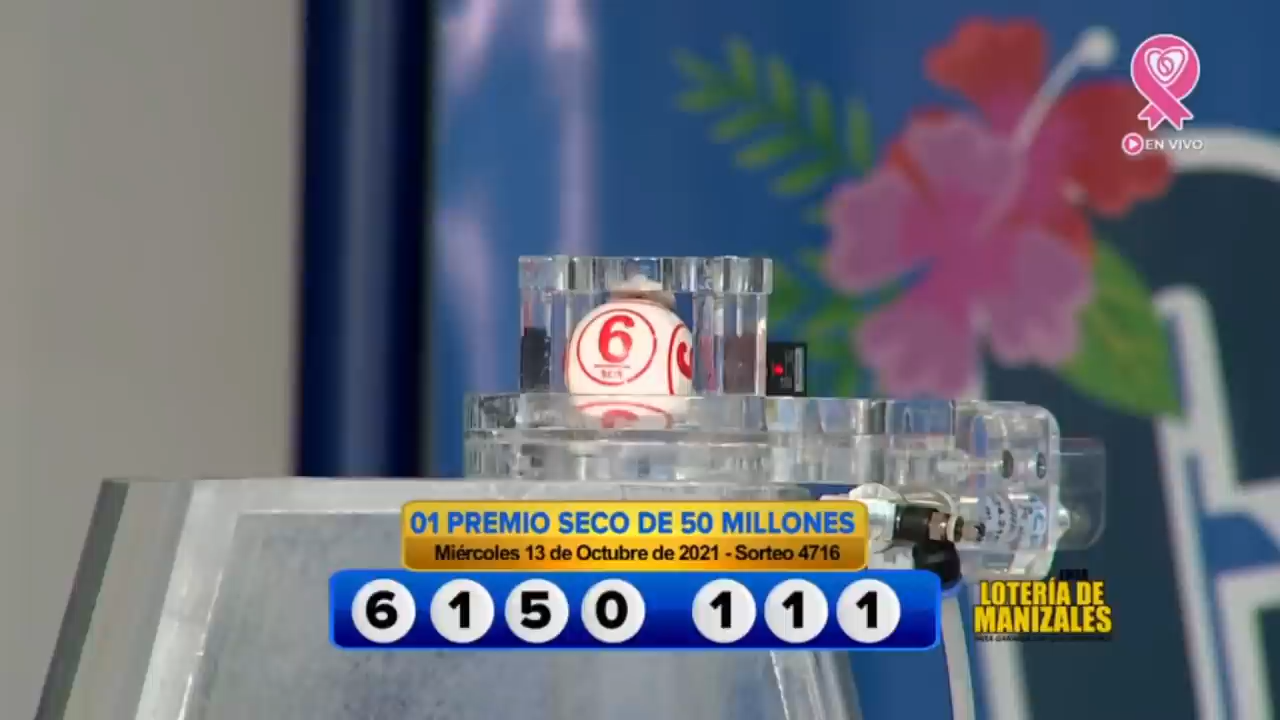 EN VIVO
6
01 PREMIO SECO DE 50 MILLONES
Miércoles 13 de Octubre de 2021 - Sorteo 4716
6 1 5 0 1 1 1
LOTERÍA DE
MANIZALES